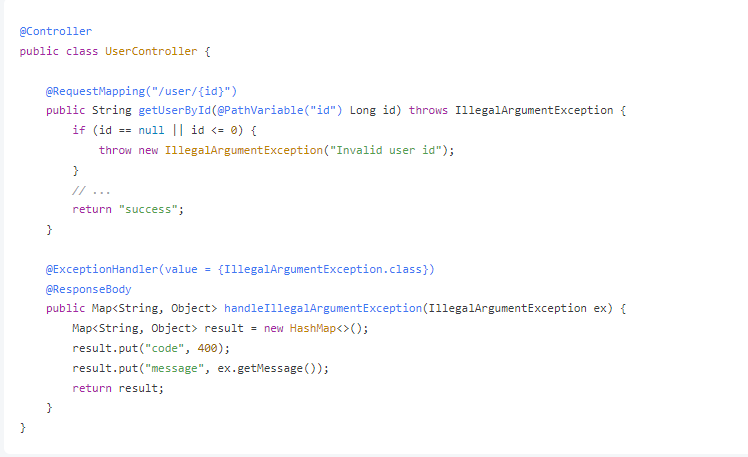 @Controller
public class UserController {
@RequestMapping("/user/{id}")
public String getUserById(@PathVariable("id") Long id) throws IllegalArgumentException {
if (id == null || id <= 0) {
throw new IllegalArgumentException("Invalid user id");
}
// ...
return "success";
}
@ExceptionHandler(value = {IllegalArgumentException.class})
@ResponseBody
public Map<String, Object> handleIllegalArgumentException(IllegalArgumentException ex) {
Map<String, Object> result = new HashMap<>();
result.put("code", 400);
result.put("message", ex.getMessage());
return result;
}
}